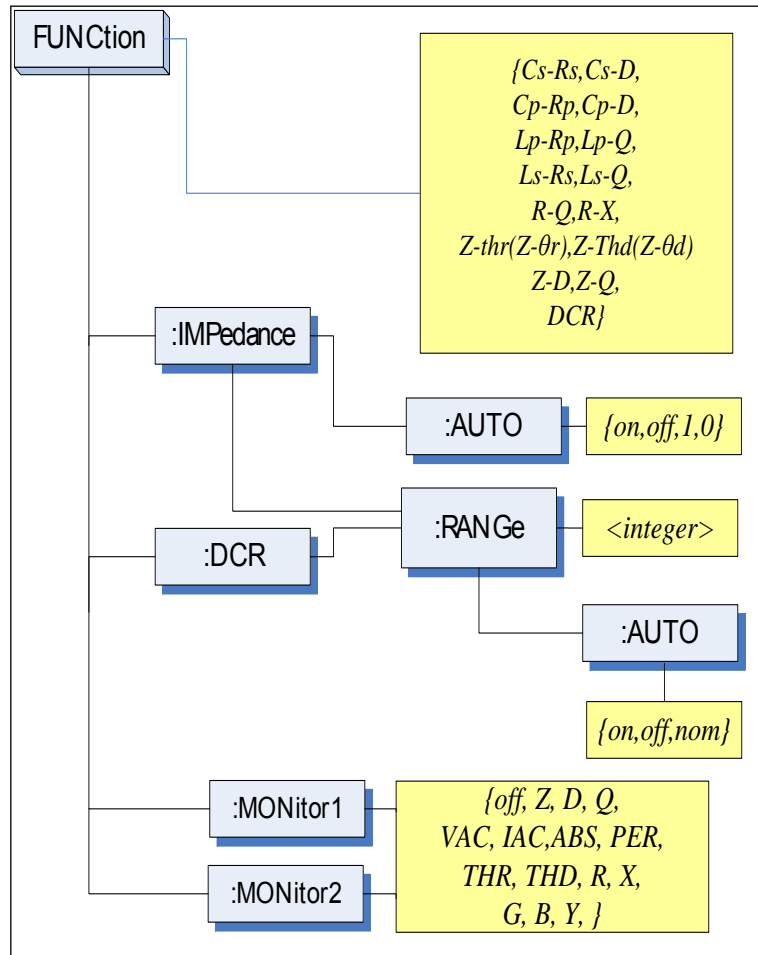 FUNCtion
{Cs-Rs,Cs-D,
Cp-Rp,Cp-D,
Lp-Rp,Lp-Q,
Ls-Rs,Ls-Q,
R-Q,R-X,
Z-thr(Z-θr),Z-Thd(Z-θd)
Z-D,Z-Q,
DCR}
:IMPedance
:AUTO
{on,off,1,0}
:RANGe
<integer>
:DCR
:AUTO
{on,off,nom}
:MONitor1
{off, Z, D, Q,
VAC, IAC,ABS, PER,
THR, THD, R, X,
G, B, Y, }
:MONitor2